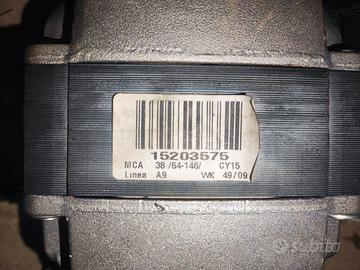 15203575
MCA 38 /64-148/ CY15
Linea A9 WK 49/09
subito